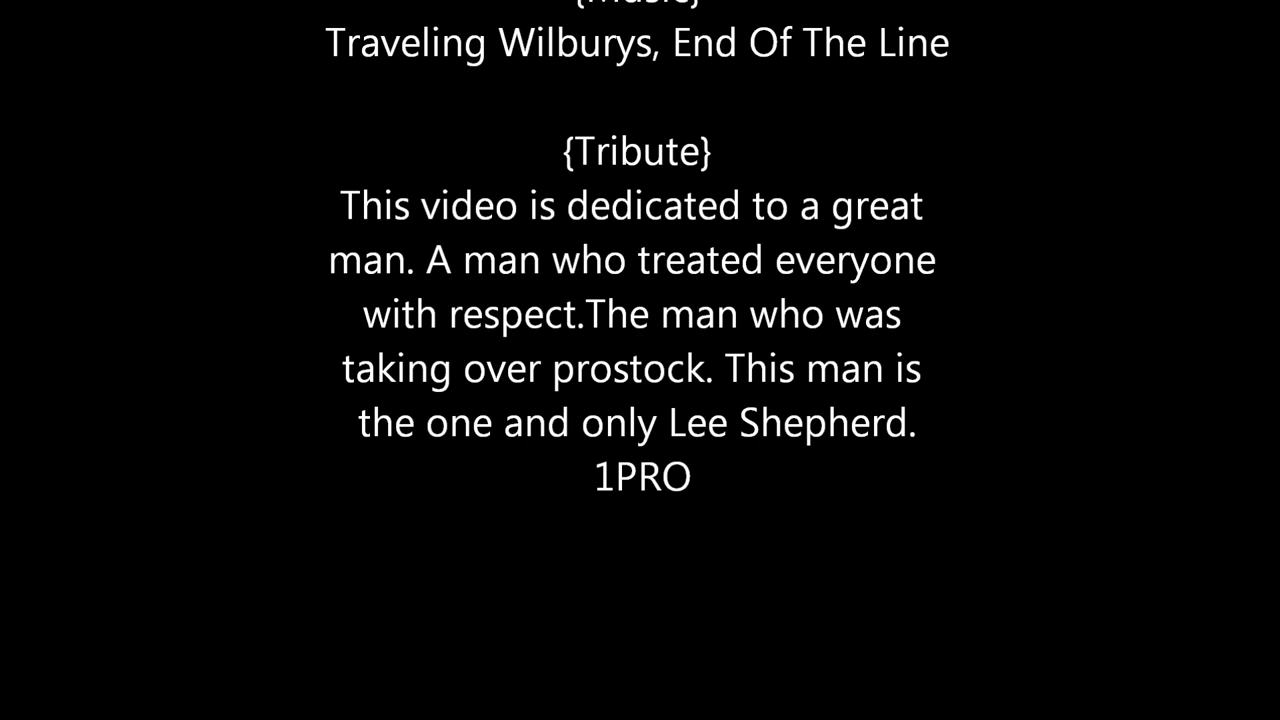 {Music}
Traveling Wilburys, End Of The Line
{Tribute}
This video is dedicated to a great
man. A man who treated everyone
with respect.The man who was
taking over prostock. This man is
the one and only Lee Shepherd.
1PRO